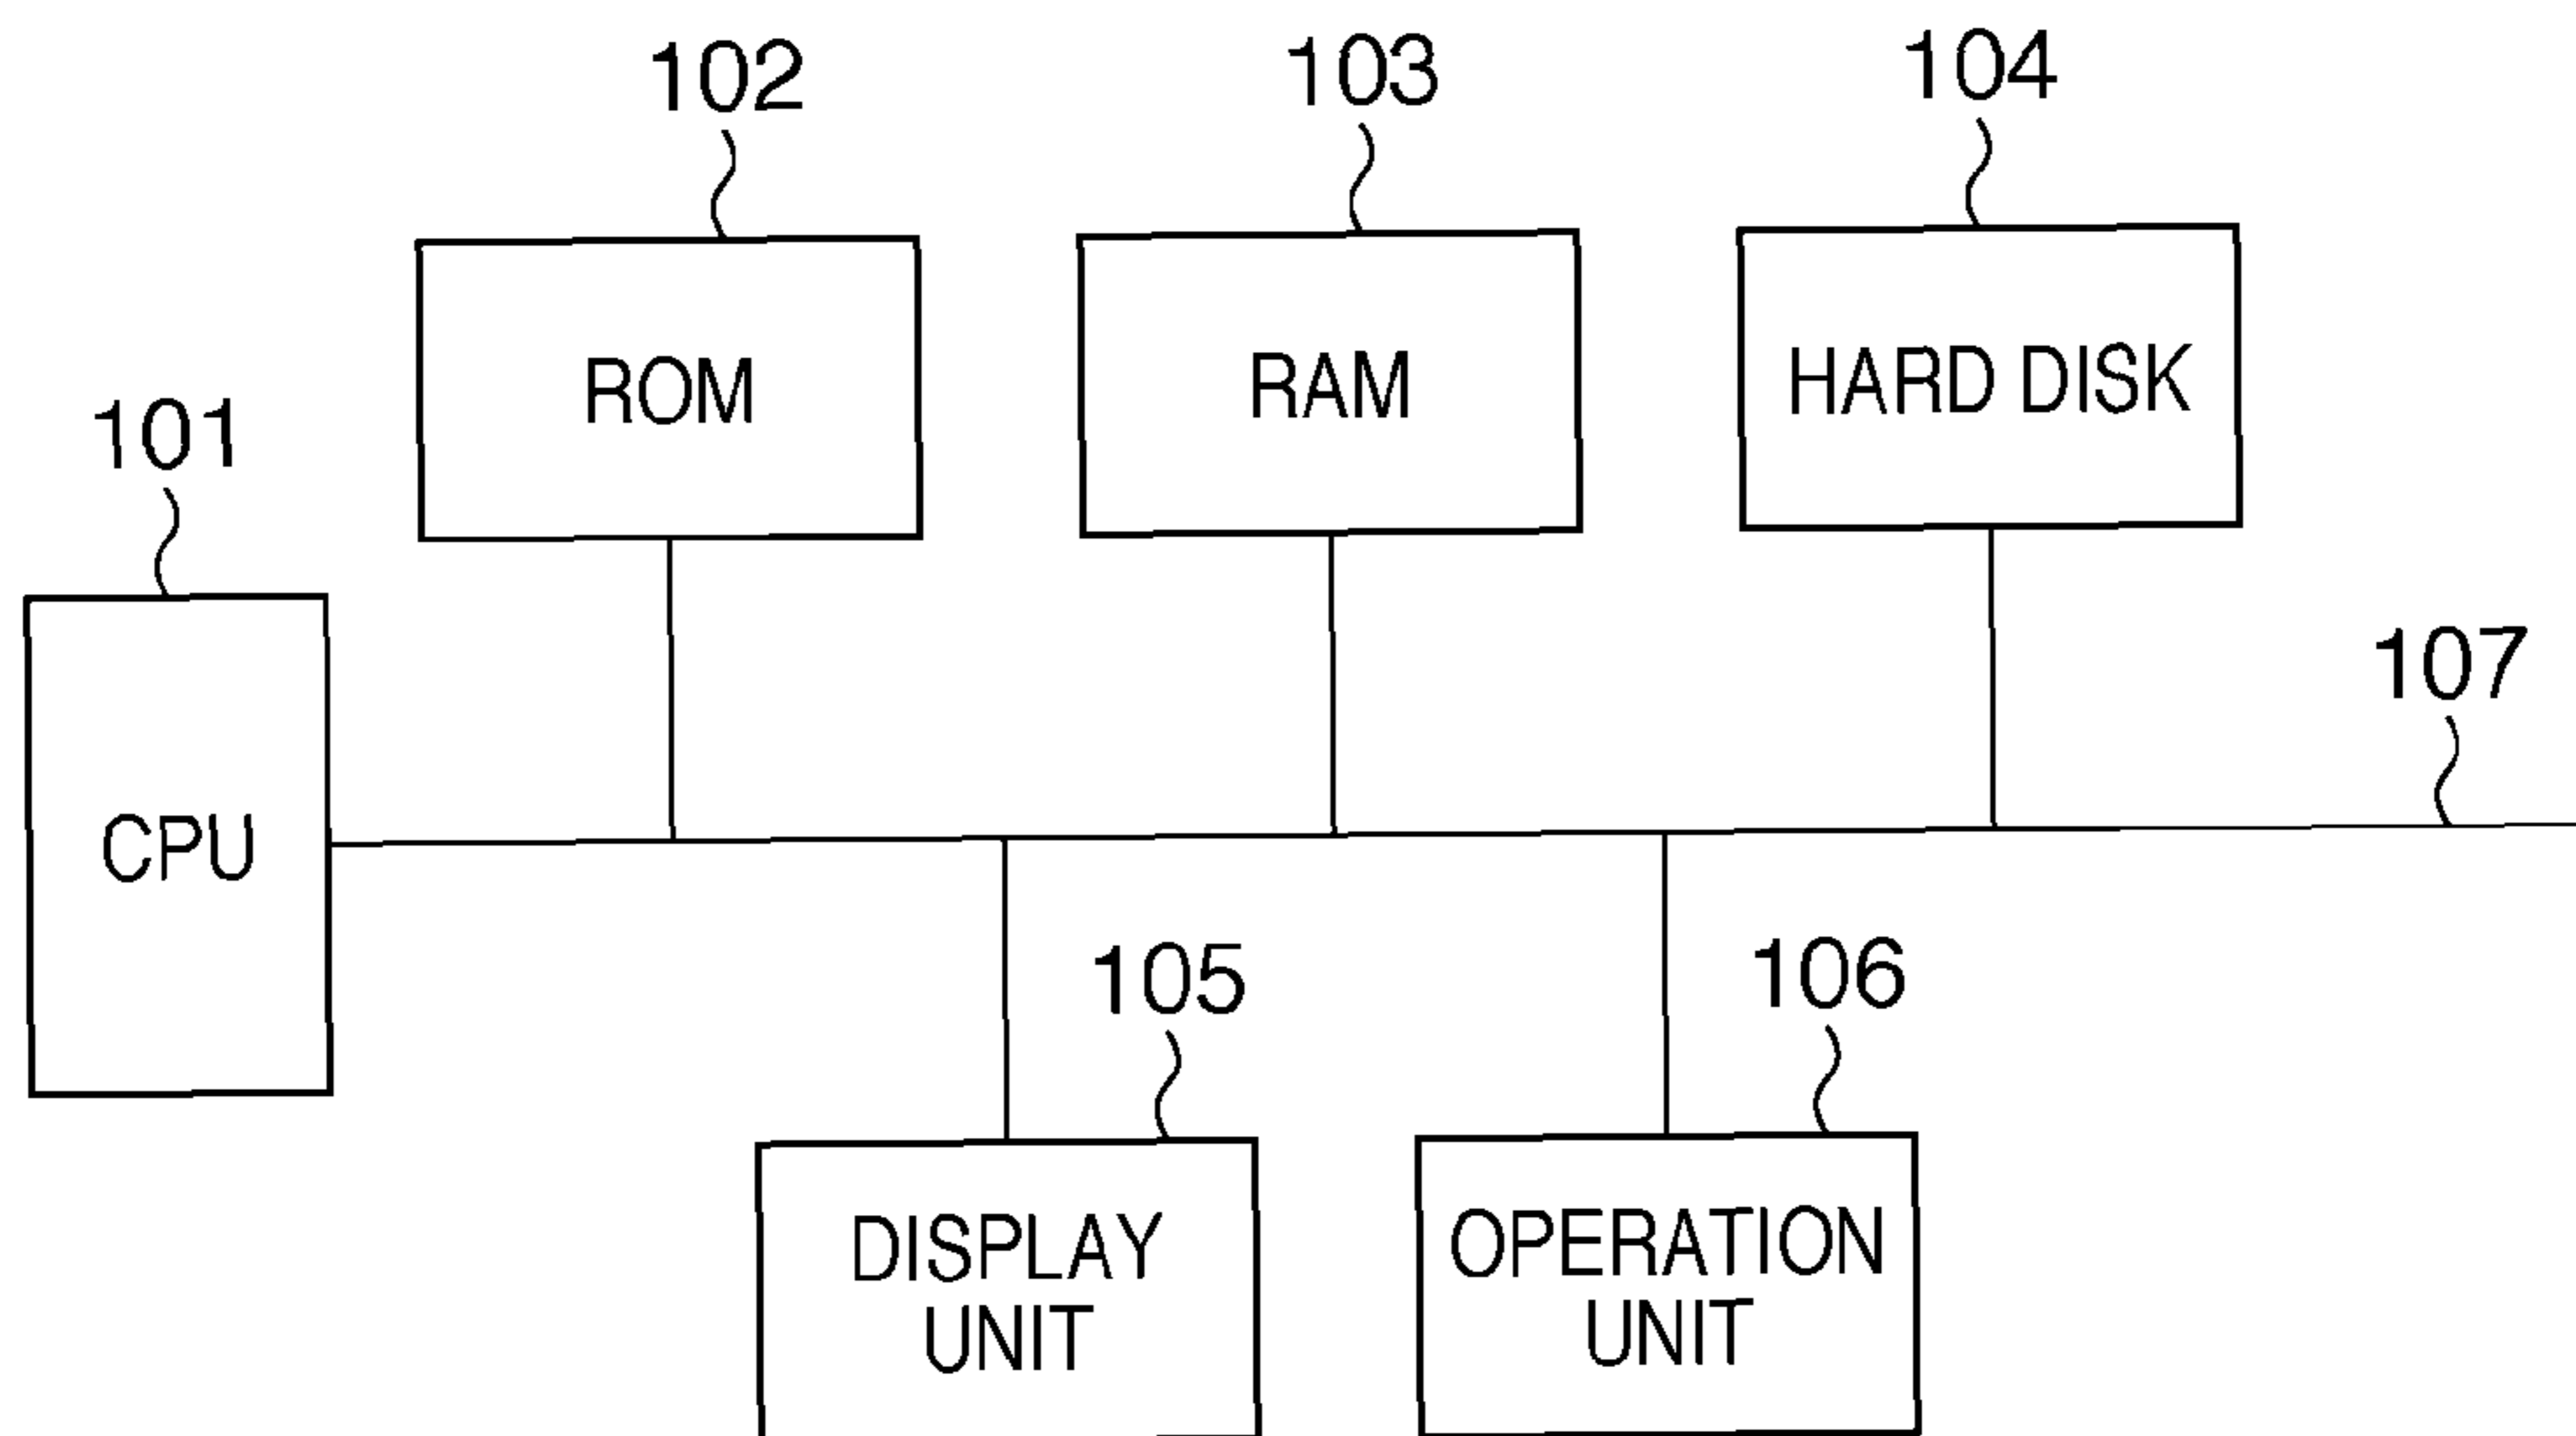 102
103
104
ROM
RAM
HARD DISK
101
107
CPU
105
106
DISPLAY
UNIT
OPERATION
UNIT